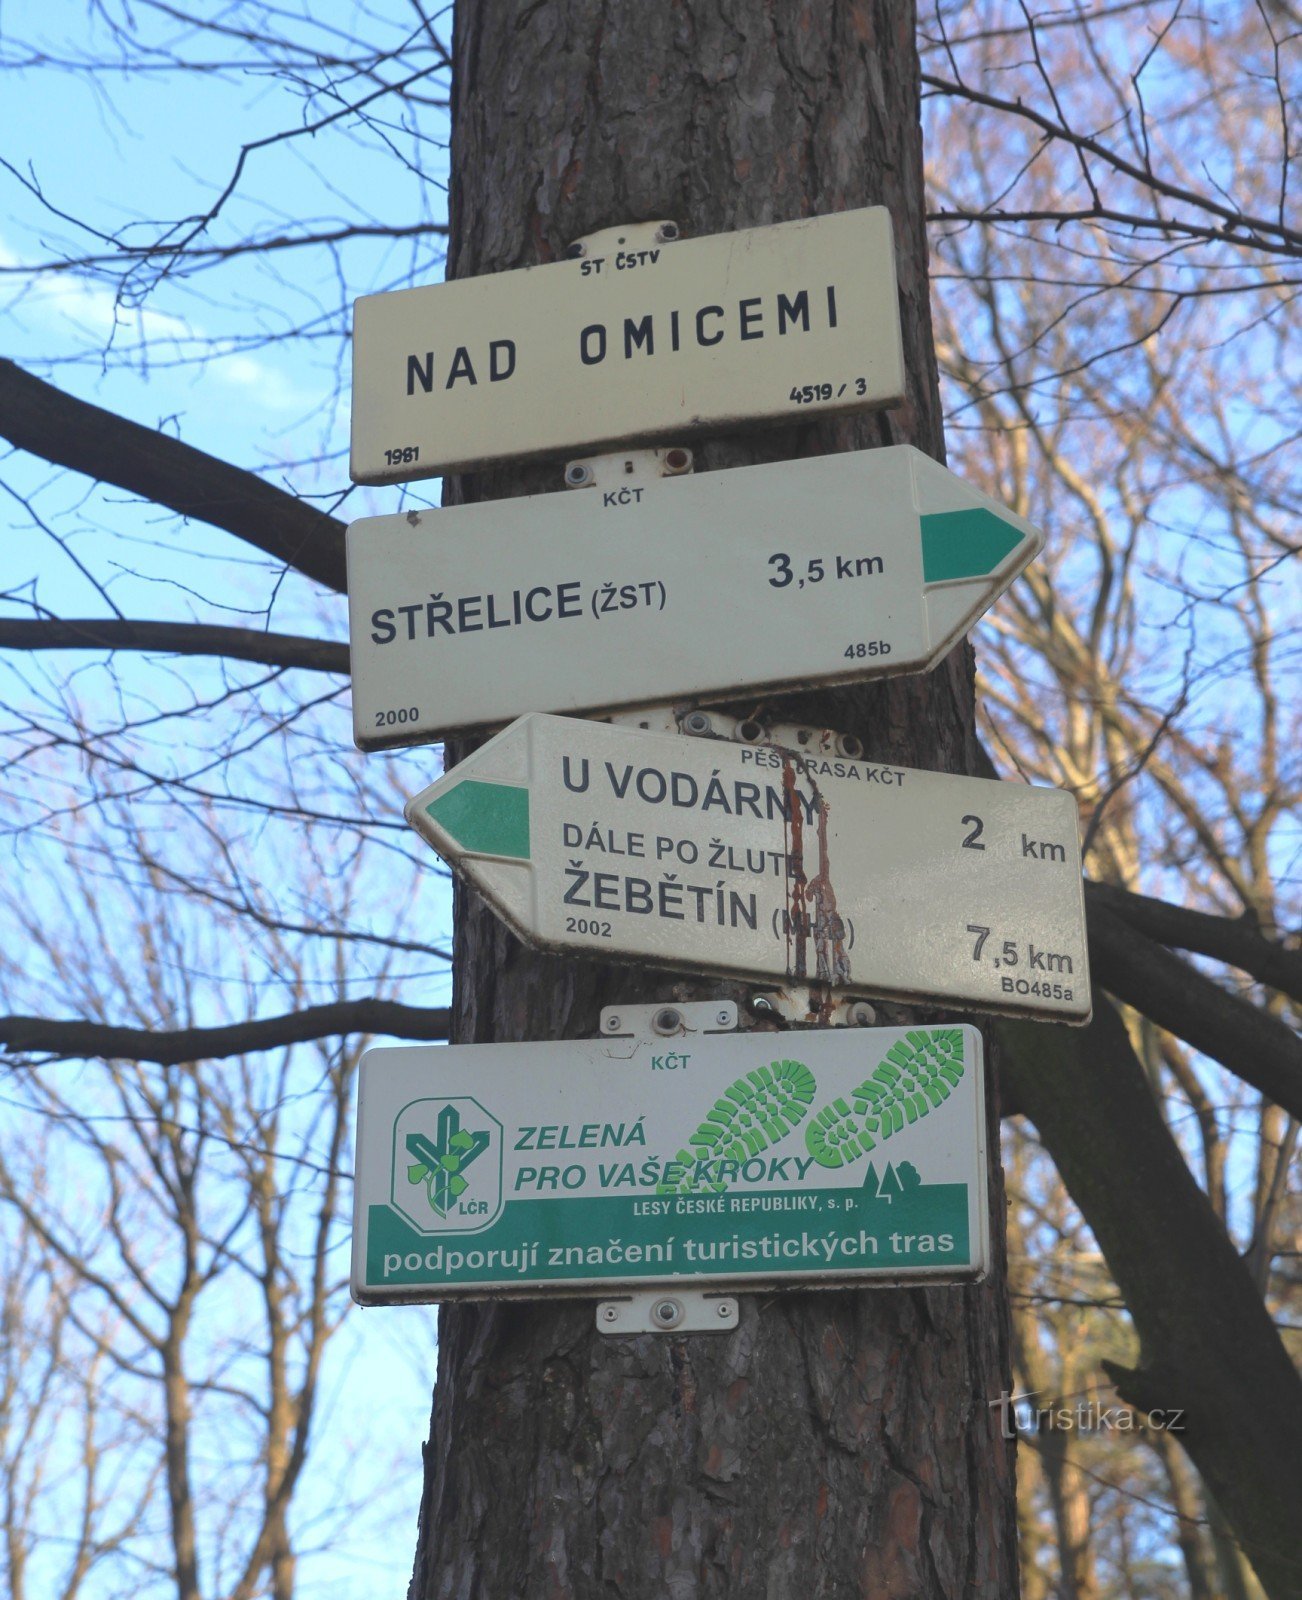 ST ČSTV
NAD OMICEMI
4519/3
1981
KČT
STŘELICE (ŽST) 3,5 km
485b
2000
TRASA KČT
U VODÁRNY 2 km
DÁLE PO ŽLUTÉ
ŽEBĚTÍN 7,5 km
2002
BO485a
KČT
ZELENÁ
PRO VAŠE KROKY
LČR
LESY ČESKÉ REPUBLIKY, s. p.
podporují značení turistických tras
Turistika.cz